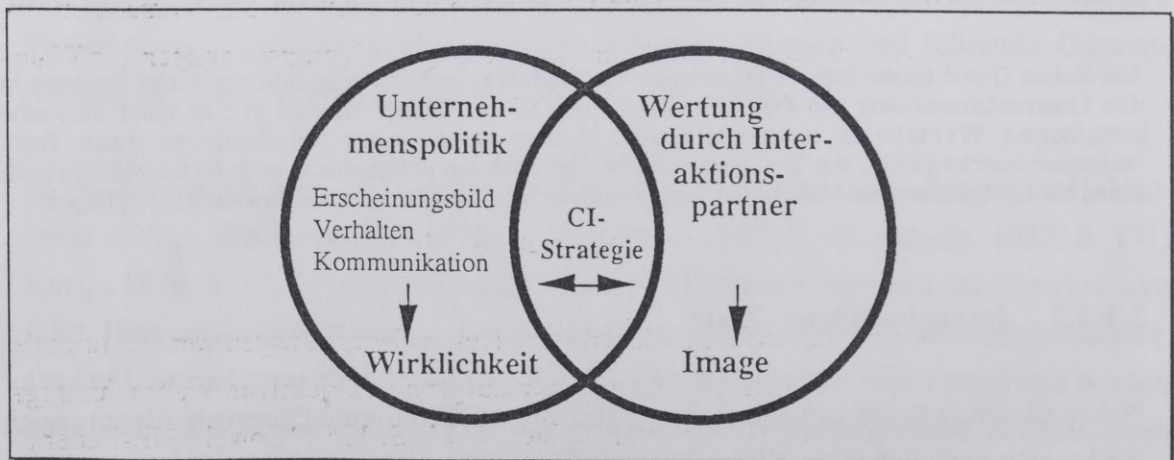 Unterneh-
menspolitik
Erscheinungsbild
Verhalten
Kommunikation
Wirklichkeit
CI-
Strategie
Wertung
durch Inter-
aktions-
partner
Image